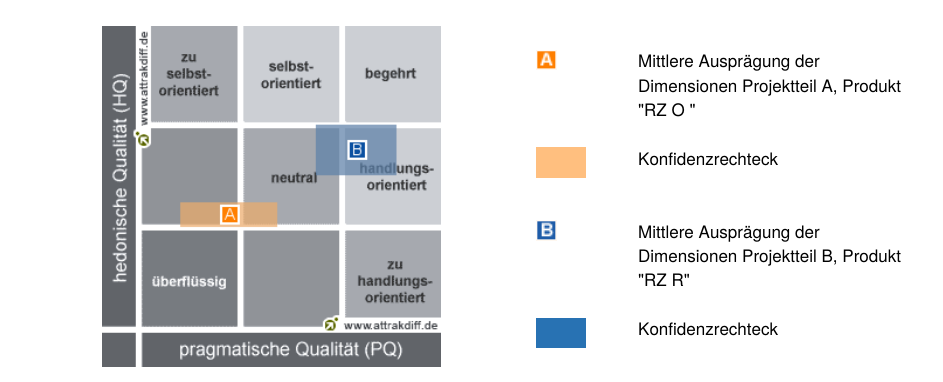 hedonische Qualität (HQ)
www.attrakdiff.de
zu
selbst-
orientiert
selbst-
orientiert
begehrt
B
neutral
handlungs-
orientiert
A
überflüssig
zu
handlungs-
orientiert
www.attrakdiff.de
pragmatische Qualität (PQ)
A
Mittlere Ausprägung der
Dimensionen Projektteil A, Produkt
"RZ O "
Konfidenzrechteck
B
Mittlere Ausprägung der
Dimensionen Projektteil B, Produkt
"RZ R"
Konfidenzrechteck